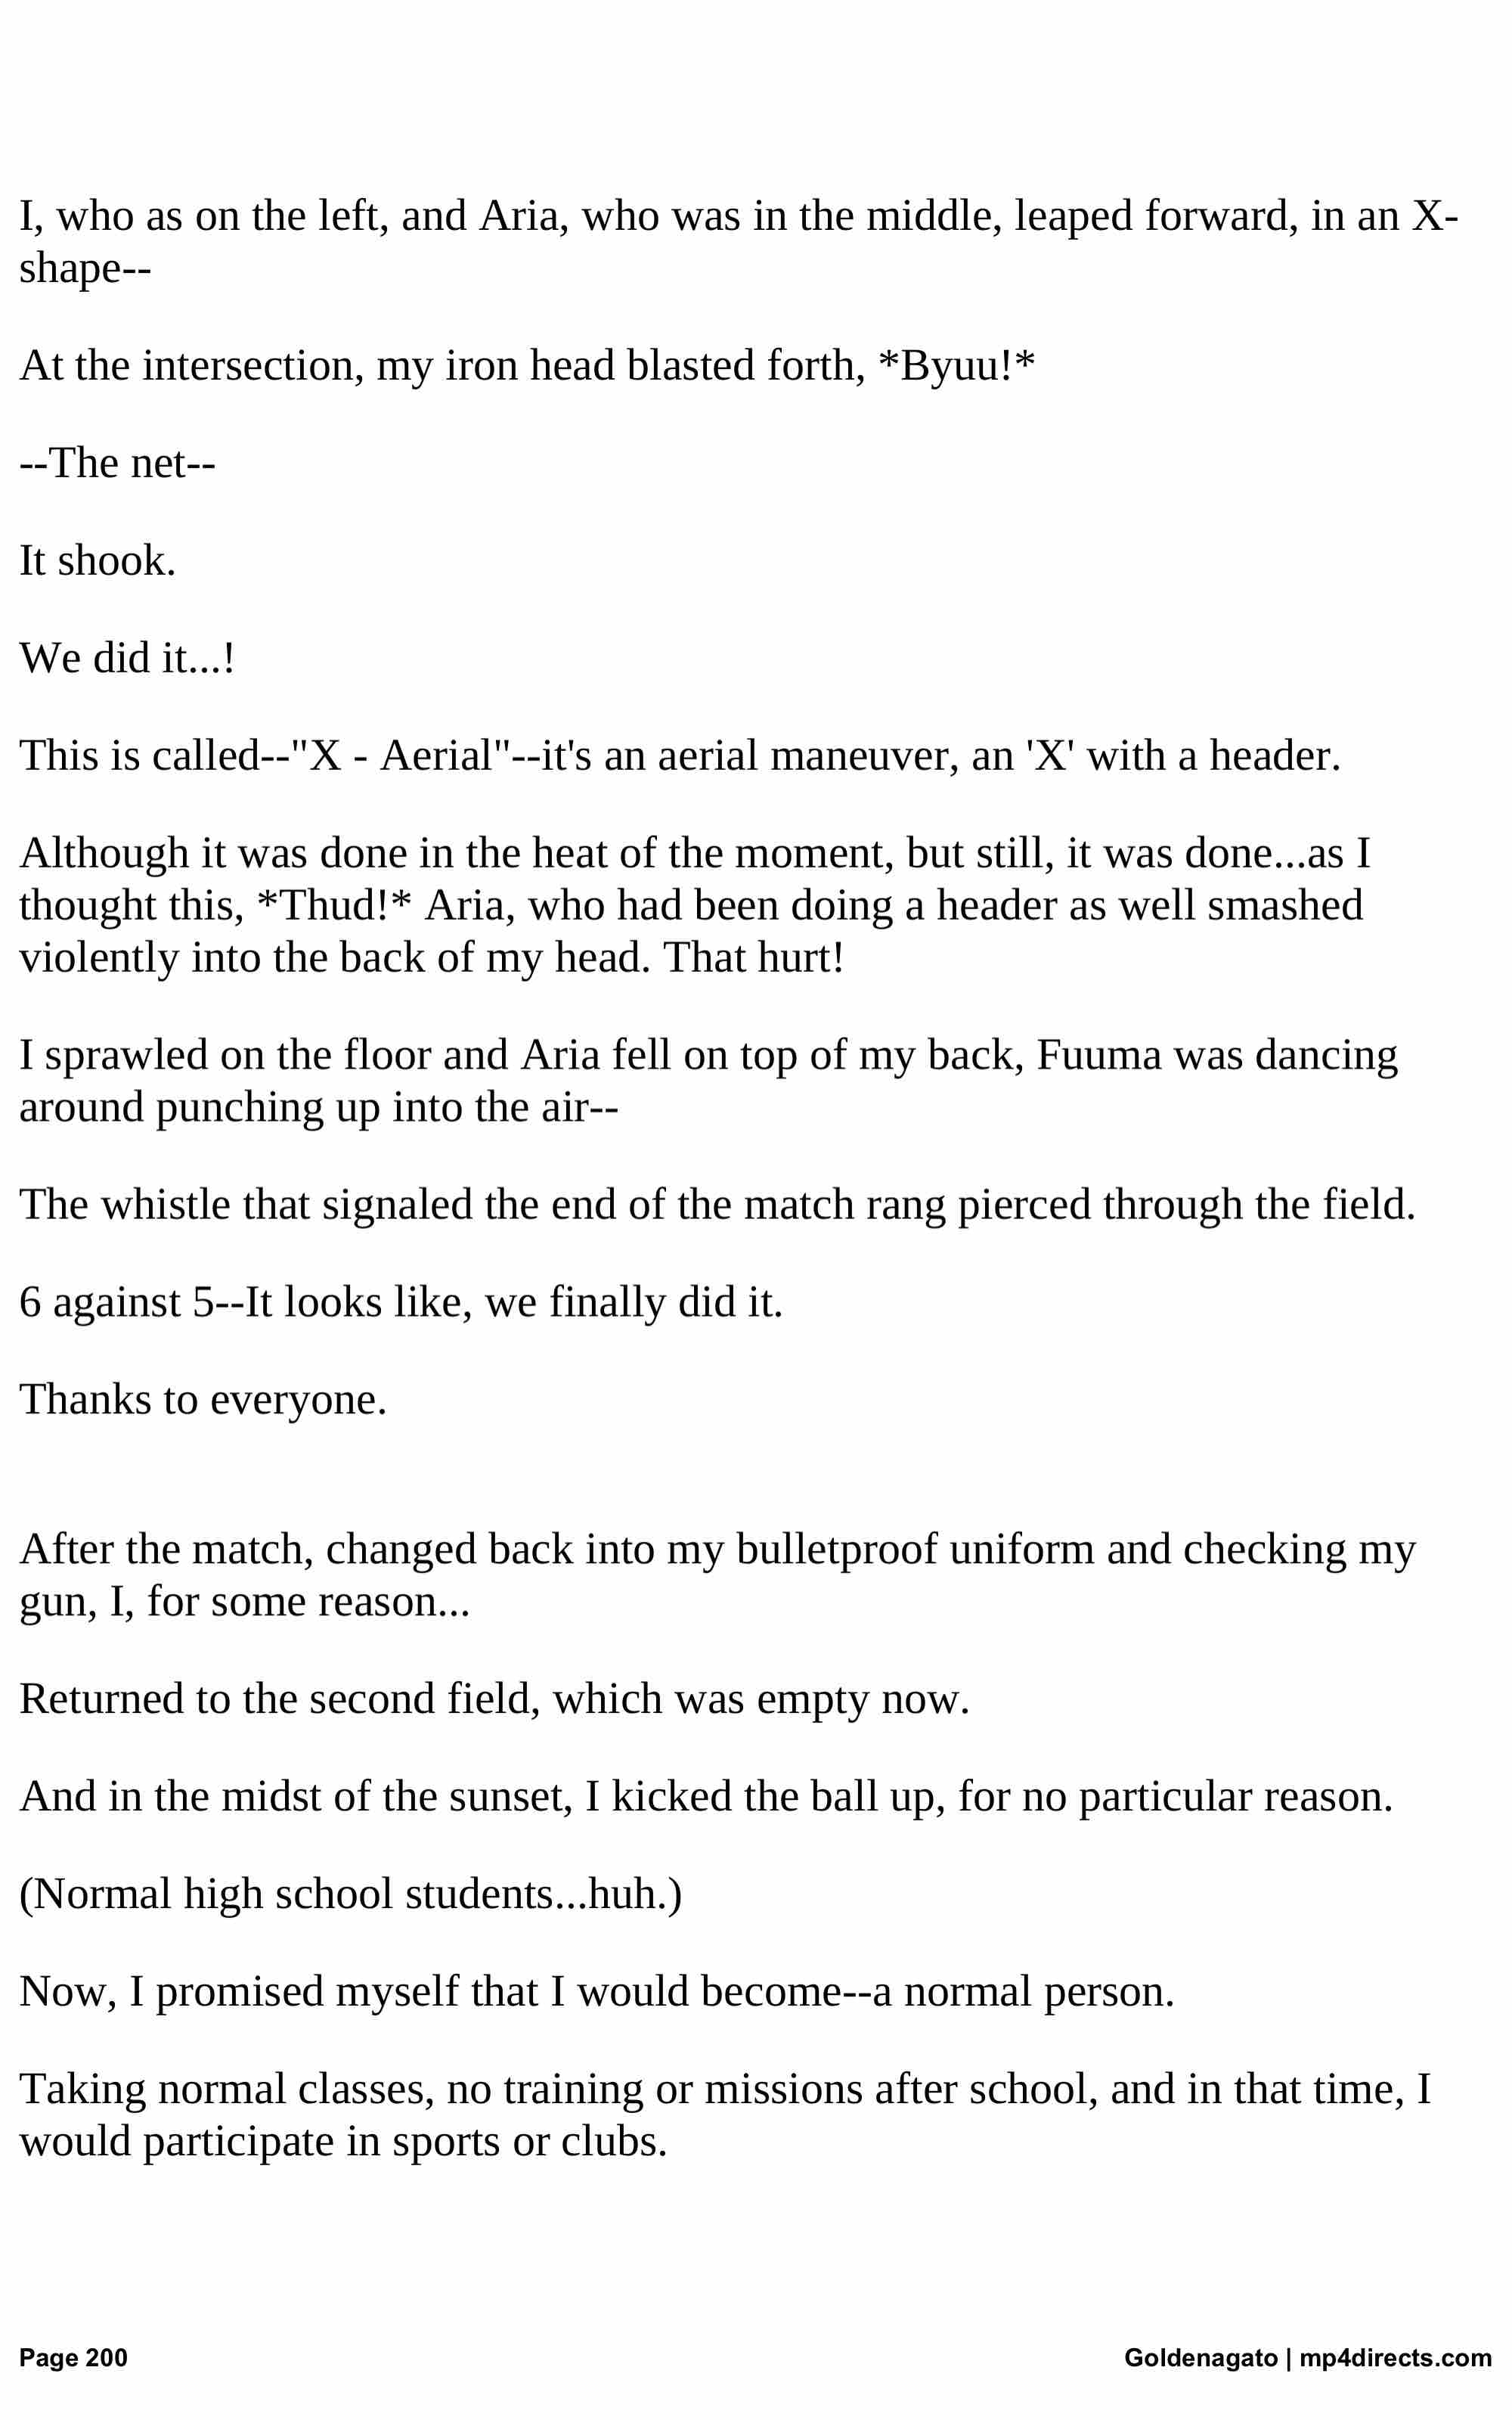 I, who as on the left, and Aria, who was in the middle, leaped forward, in an X-
shape--
At the intersection, my iron head blasted forth, *Byuu!*
--The net--
It shook.
We did it...!
This is called--"X - Aerial"--it's an aerial maneuver, an 'X' with a header.
Although it was done in the heat of the moment, but still, it was done...as I
thought this, *Thud!* Aria, who had been doing a header as well smashed
violently into the back of my head. That hurt!
I sprawled on the floor and Aria fell on top of my back, Fuuma was dancing
around punching up into the air--
The whistle that signaled the end of the match rang pierced through the field.
6 against 5--It looks like, we finally did it.
Thanks to everyone.
After the match, changed back into my bulletproof uniform and checking my
gun, I, for some reason...
Returned to the second field, which was empty now.
And in the midst of the sunset, I kicked the ball up, for no particular reason.
(Normal high school students...huh.)
Now, I promised myself that I would become--a normal person.
Taking normal classes, no training or missions after school, and in that time, I
would participate in sports or clubs.
Page 200
Goldenagato | mp4directs.com